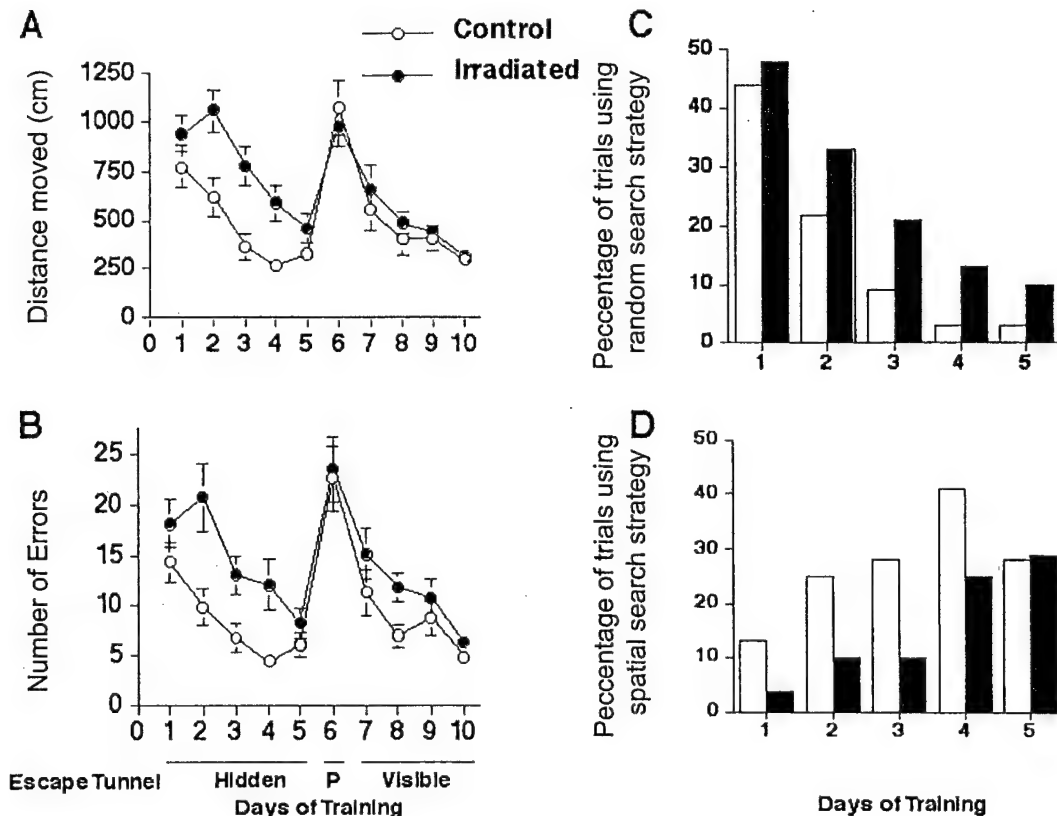 A
Control
Irradiated
Distance moved (cm)
1250
1000
750
500
250
0
0 1 2 3 4 5 6 7 8 9 10
B
Number of Errors
25
20
15
10
5
0
0 1 2 3 4 5 6 7 8 9 10
Escape Tunnel Hidden P Visible
Days of Training
C
Peccentage of trials using
random search strategy
50
40
30
20
10
0
1 2 3 4 5
D
Peccentage of trials using
spatial search strategy
50
40
30
20
10
0
1 2 3 4 5
Days of Training